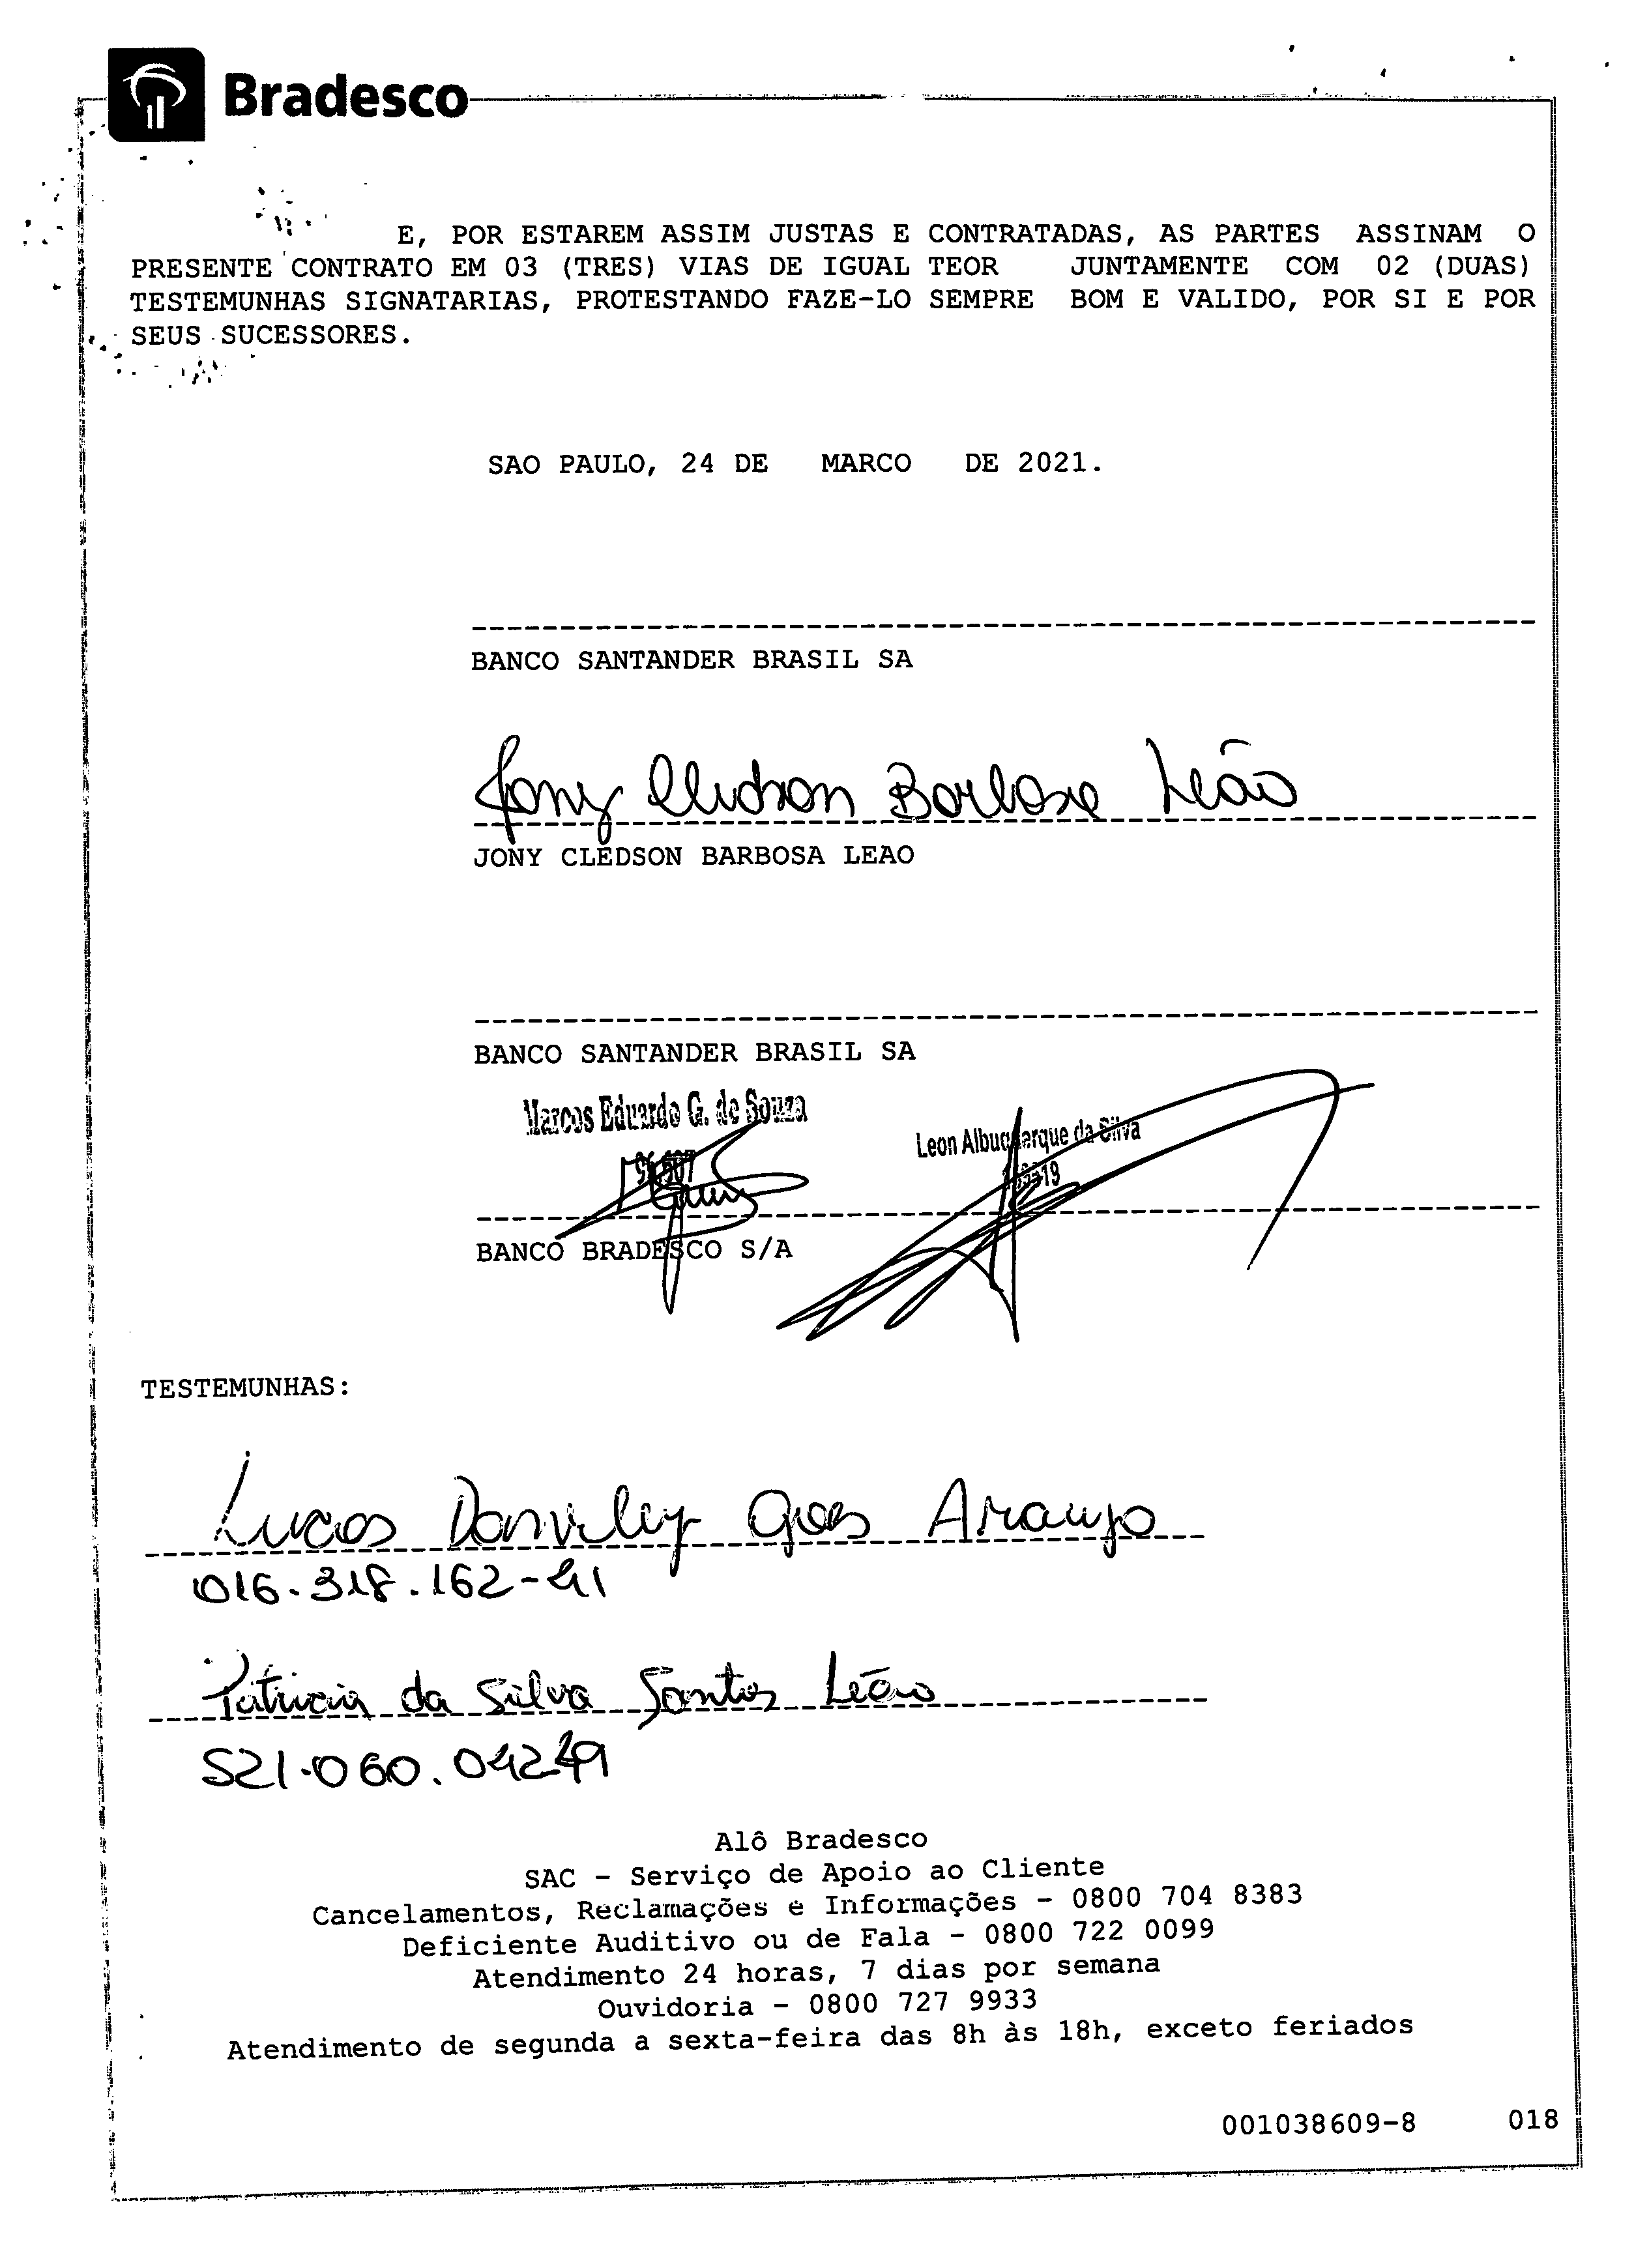 Bradesco
E, POR ESTAREM ASSIM JUSTAS E CONTRATADAS, AS PARTES ASSINAM O
PRESENTE CONTRATO EM 03 (TRES) VIAS DE IGUAL TEOR JUNTAMENTE COM 02 (DUAS)
TESTEMUNHAS SIGNATARIAS, PROTESTANDO FAZE-LO SEMPRE BOM E VALIDO, POR SI E POR
SEUS SUCESSORES.
SAO PAULO, 24 DE MARCO DE 2021.
BANCO SANTANDER BRASIL SA
Jony Cledson Barbosa Leão
JONY CLEDSON BARBOSA LEAO
BANCO SANTANDER BRASIL SA
Marcos Eduardo G. de Souza
Leon Albuquerque da Silva
BANCO BRADESCO S/A
TESTEMUNHAS:
Lucas Araujo
016.318.162-41
Patricia da Silva Santos Leão
521.060.042
Alô Bradesco
SAC - Serviço de Apoio ao Cliente
Cancelamentos, Reclamações e Informações - 0800 704 8383
Deficiente Auditivo ou de Fala - 0800 722 0099
Atendimento 24 horas, 7 dias por semana
Ouvidoria - 0800 727 9933
Atendimento de segunda a sexta-feira das 8h às 18h, exceto feriados
001038609-8 018